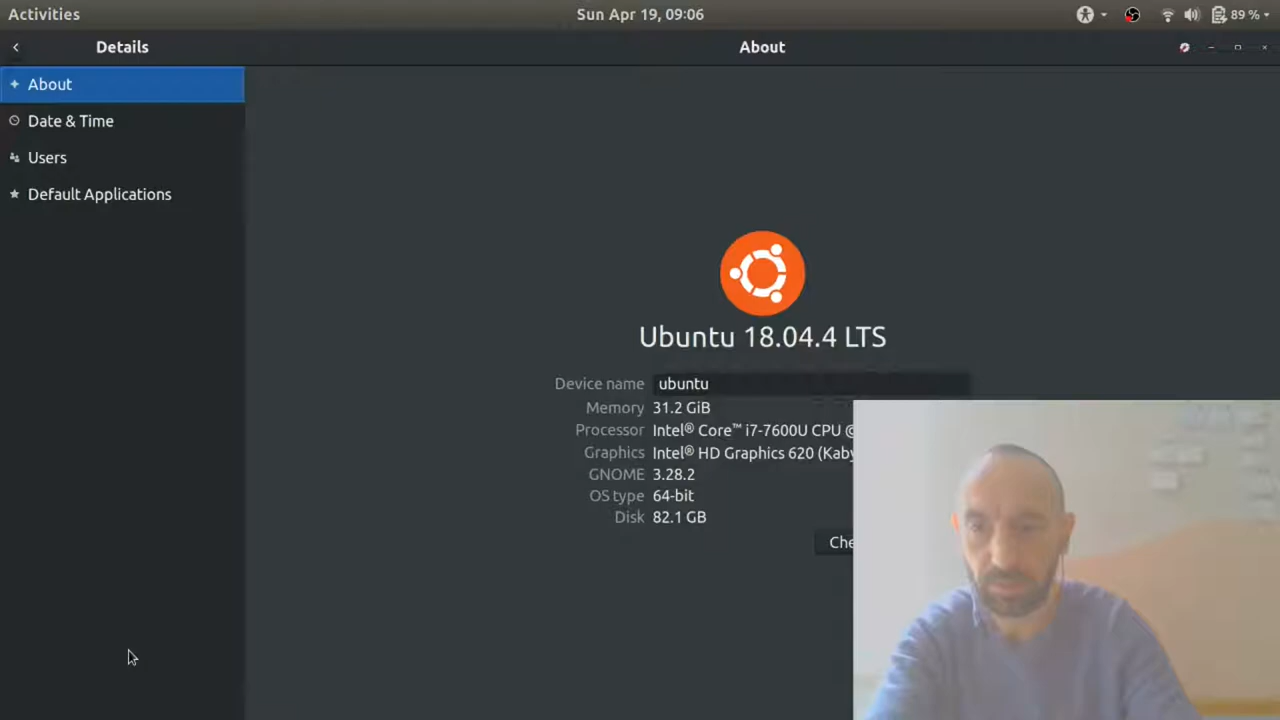 Activities
Sun Apr 19, 09:06
89 %
Details
About
About
Date & Time
Users
Default Applications
Ubuntu 18.04.4 LTS
Device name ubuntu
Memory 31.2 GiB
Processor Intel® Core™ i7-7600U CPU @
Graphics Intel® HD Graphics 620 (Kaby
GNOME 3.28.2
OS type 64-bit
Disk 82.1 GB
Che